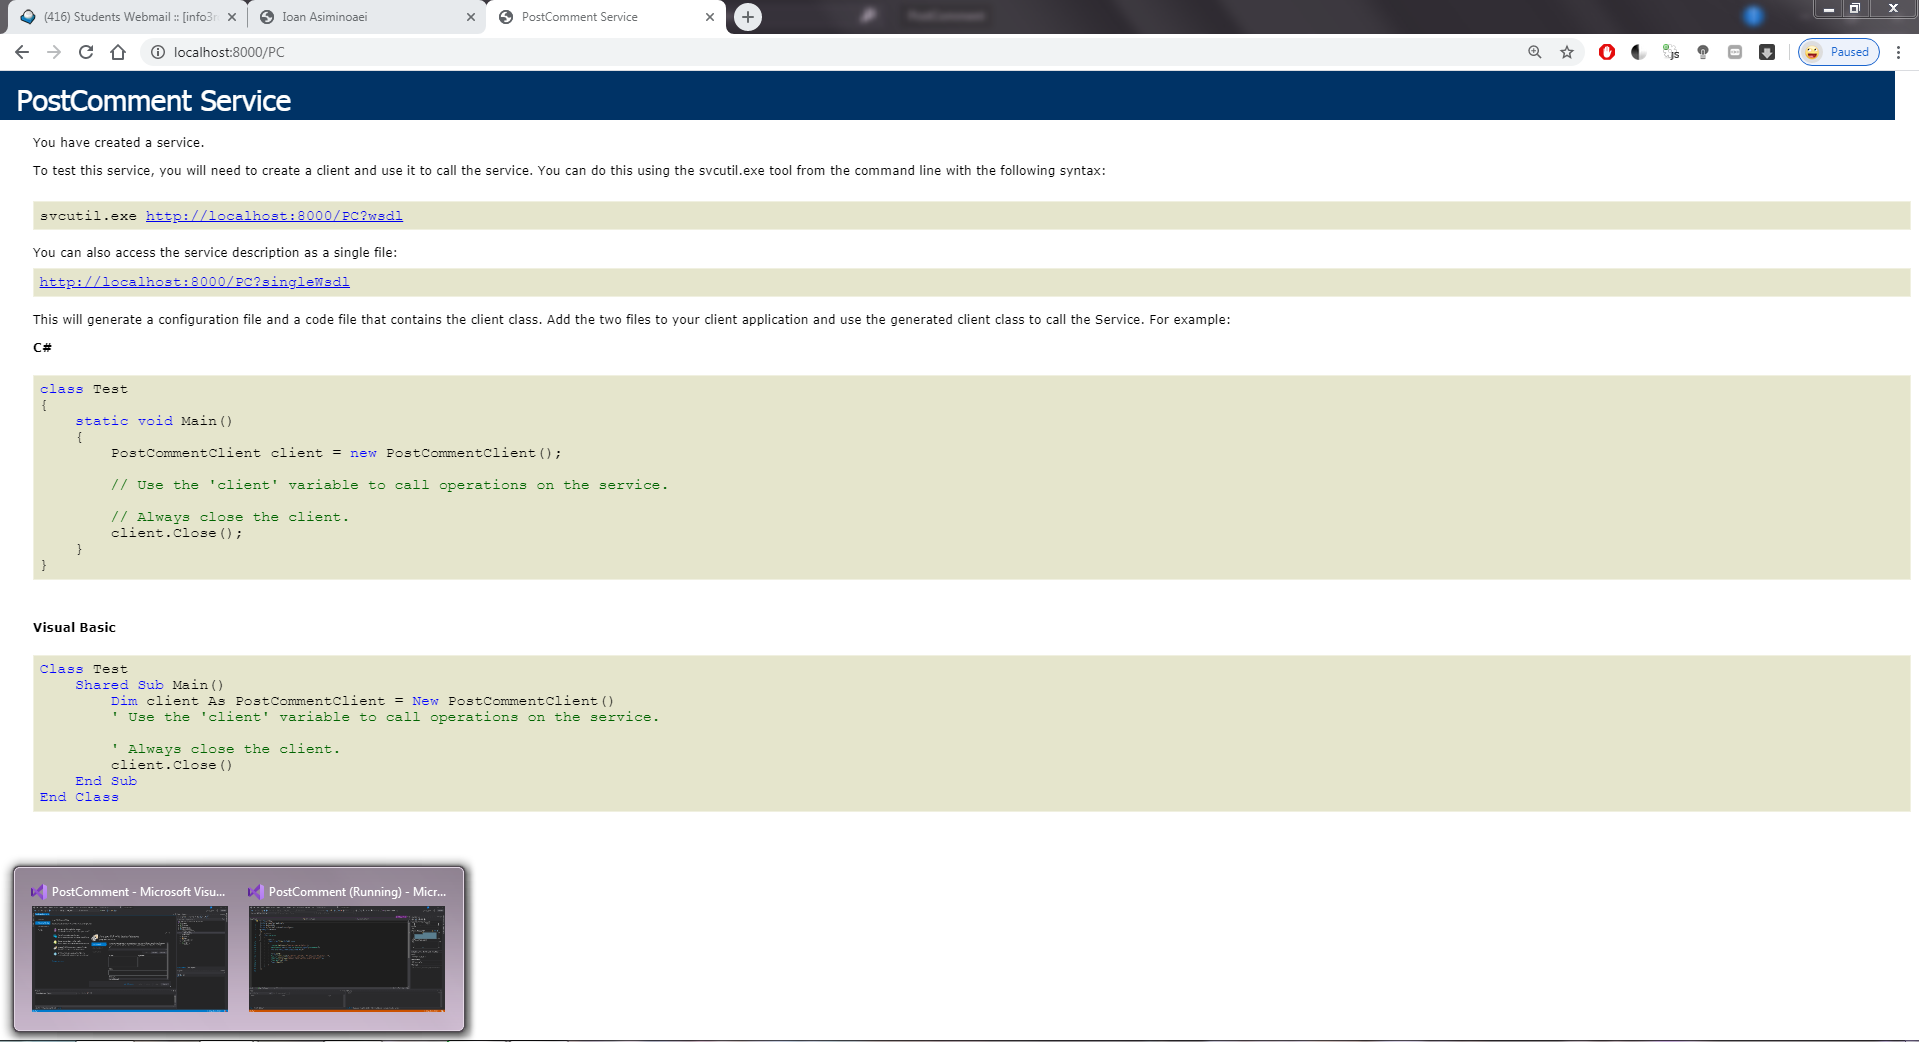 (416) Students Webmail :: [info3r
Ioan Asiminoaei
PostComment Service
localhost:8000/PC
Paused
PostComment Service
You have created a service.
To test this service, you will need to create a client and use it to call the service. You can do this using the svcutil.exe tool from the command line with the following syntax:
svcutil.exe http://localhost:8000/PC?wsdl
You can also access the service description as a single file:
http://localhost:8000/PC?singleWsdl
This will generate a configuration file and a code file that contains the client class. Add the two files to your client application and use the generated client class to call the Service. For example:
C#
class Test
{
static void Main()
{
PostCommentClient client = new PostCommentClient();
// Use the 'client' variable to call operations on the service.
// Always close the client.
client.Close();
}
}
Visual Basic
Class Test
Shared Sub Main()
Dim client As PostCommentClient = New PostCommentClient()
' Use the 'client' variable to call operations on the service.
' Always close the client.
client.Close()
End Sub
End Class
PostComment - Microsoft Visu...
PostComment (Running) - Micr...